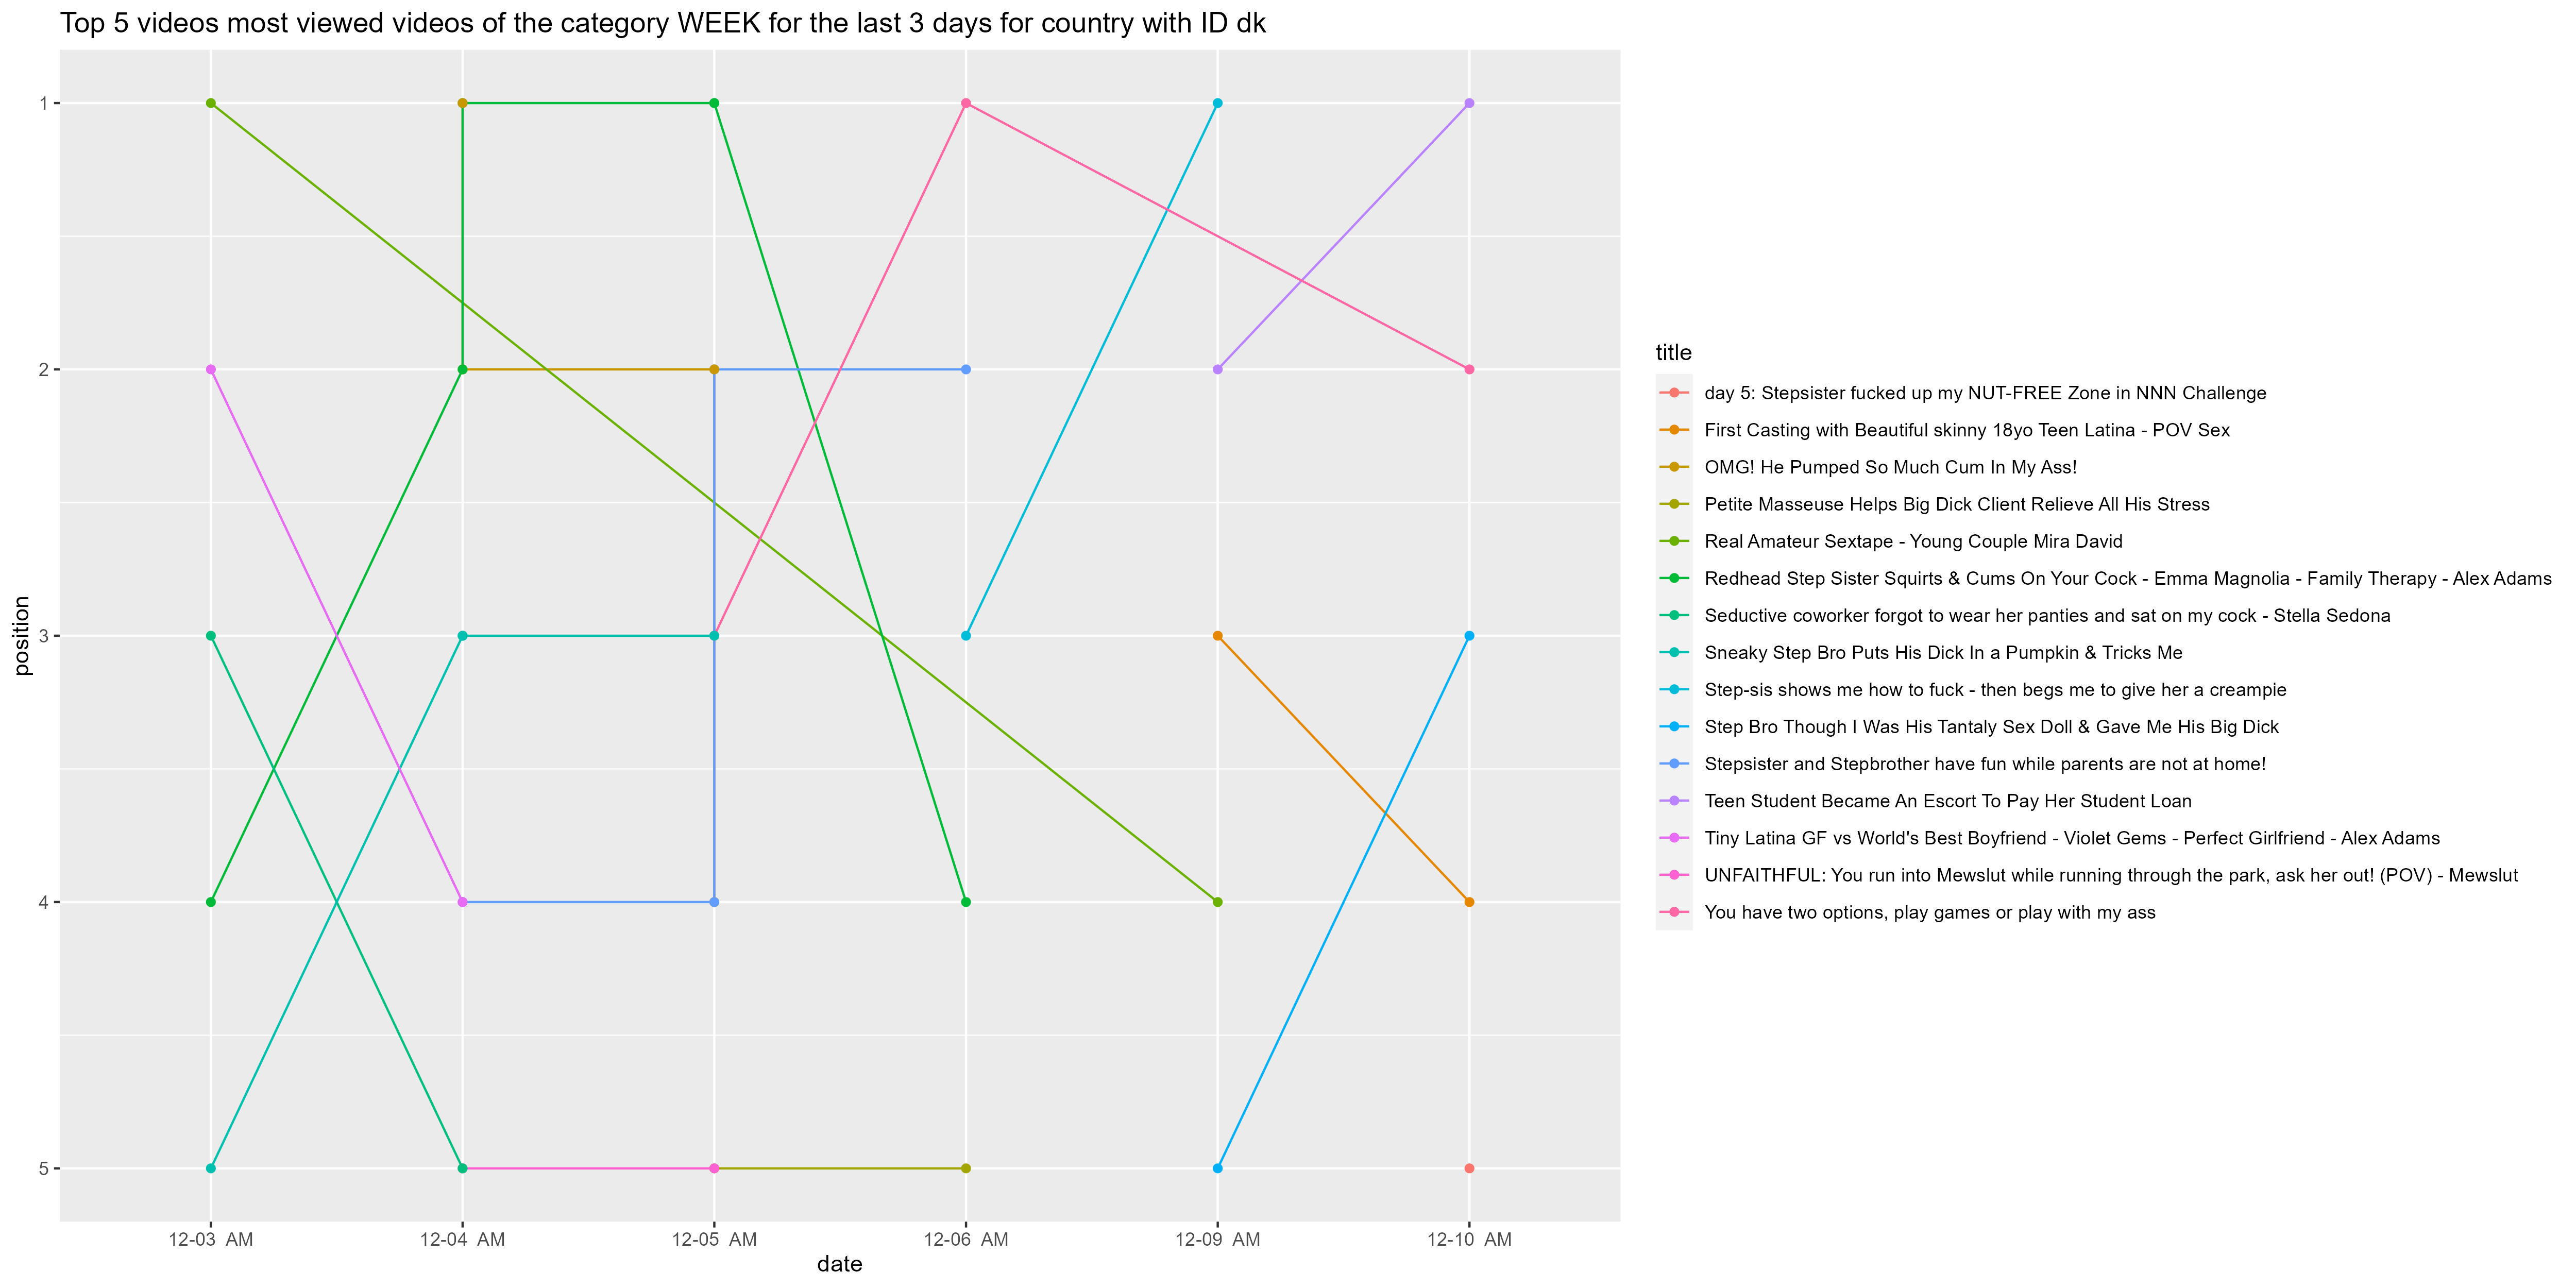 Top 5 videos most viewed videos of the category WEEK for the last 3 days for country with ID dk
position
1
2
3
4
5
12-03 AM
12-04 AM
12-05 AM
12-06 AM
12-09 AM
12-10 AM
date
title
day 5: Stepsister fucked up my NUT-FREE Zone in NNN Challenge
First Casting with Beautiful skinny 18yo Teen Latina - POV Sex
OMG! He Pumped So Much Cum In My Ass!
Petite Masseuse Helps Big Dick Client Relieve All His Stress
Real Amateur Sextape - Young Couple Mira David
Redhead Step Sister Squirts & Cums On Your Cock - Emma Magnolia - Family Therapy - Alex Adams
Seductive coworker forgot to wear her panties and sat on my cock - Stella Sedona
Sneaky Step Bro Puts His Dick In a Pumpkin & Tricks Me
Step-sis shows me how to fuck - then begs me to give her a creampie
Step Bro Though I Was His Tantaly Sex Doll & Gave Me His Big Dick
Stepsister and Stepbrother have fun while parents are not at home!
Teen Student Became An Escort To Pay Her Student Loan
Tiny Latina GF vs World's Best Boyfriend - Violet Gems - Perfect Girlfriend - Alex Adams
UNFAITHFUL: You run into Mewslut while running through the park, ask her out! (POV) - Mewslut
You have two options, play games or play with my ass